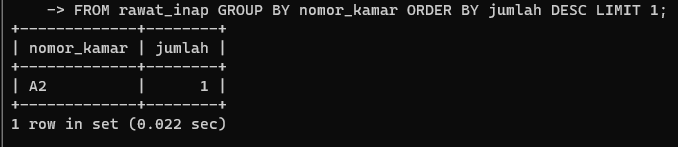 -> FROM rawat_inap GROUP BY nomor_kamar ORDER BY jumlah DESC LIMIT 1;
+-------------+--------+
| nomor_kamar | jumlah |
+-------------+--------+
| A2          |      1 |
+-------------+--------+
1 row in set (0.022 sec)